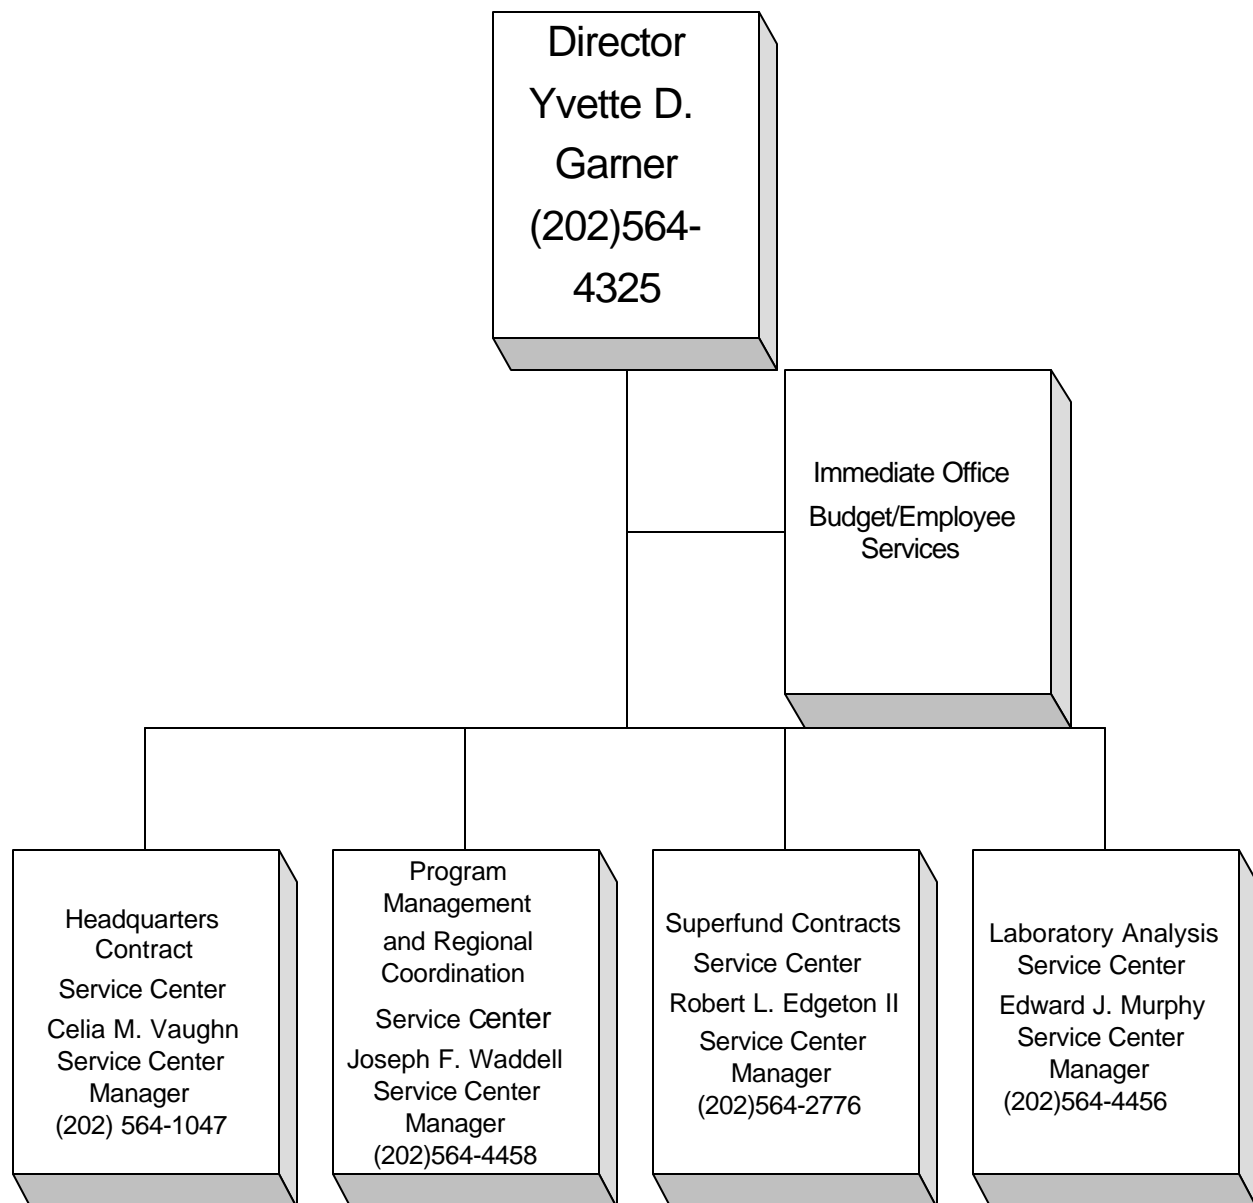 Director
Yvette D.
Garner
(202)564-
4325
Immediate Office
Budget/Employee
Services
Headquarters
Contract
Service Center
Celia M. Vaughn
Service Center
Manager
(202) 564-1047
Program
Management
and Regional
Coordination
Service Center
Joseph F. Waddell
Service Center
Manager
(202)564-4458
Superfund Contracts
Service Center
Robert L. Edgeton II
Service Center
Manager
(202)564-2776
Laboratory Analysis
Service Center
Edward J. Murphy
Service Center
Manager
(202)564-4456